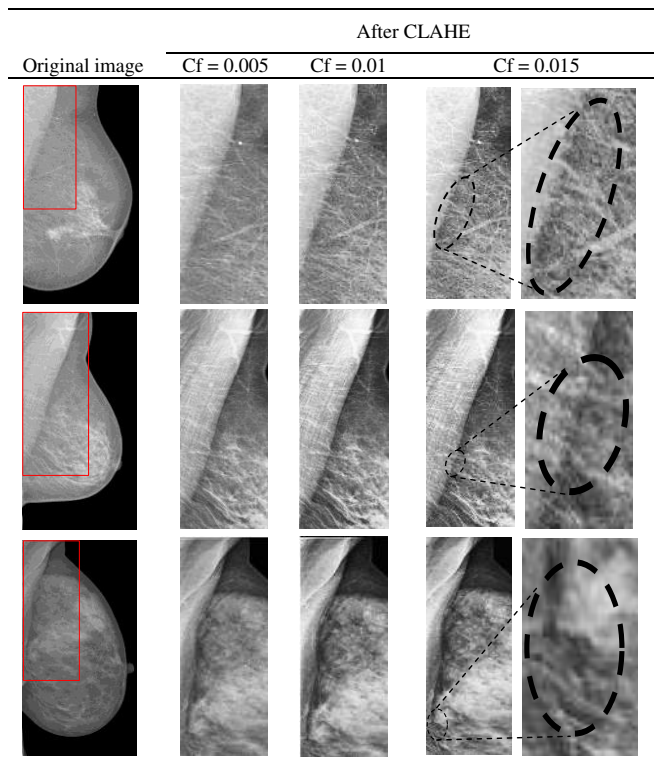 After CLAHE
Original image Cf = 0.005 Cf = 0.01 Cf = 0.015